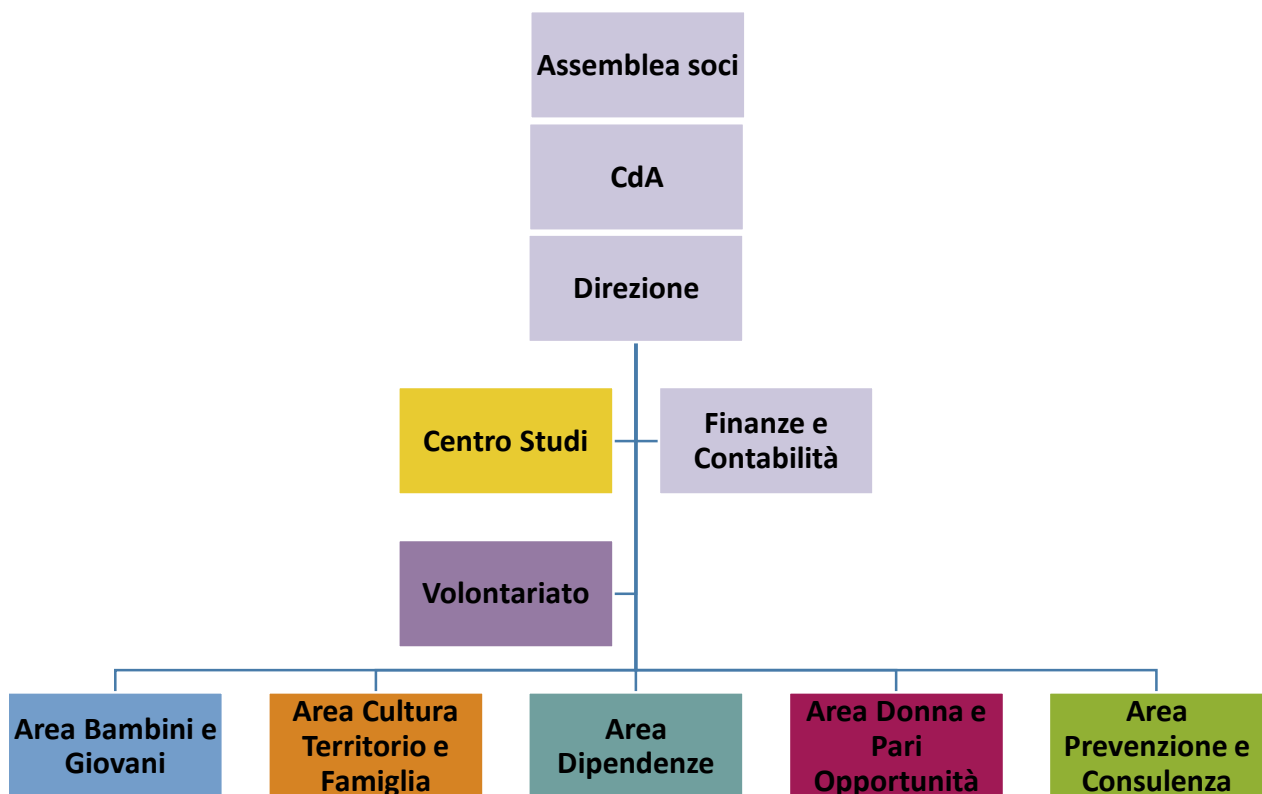 Assemblea soci
CdA
Direzione
Centro Studi
Finanze e
Contabilità
Volontariato
Area Bambini e
Giovani
Area Cultura
Territorio e
Famiglia
Area
Dipendenze
Area Donna e
Pari
Opportunità
Area
Prevenzione e
Consulenza